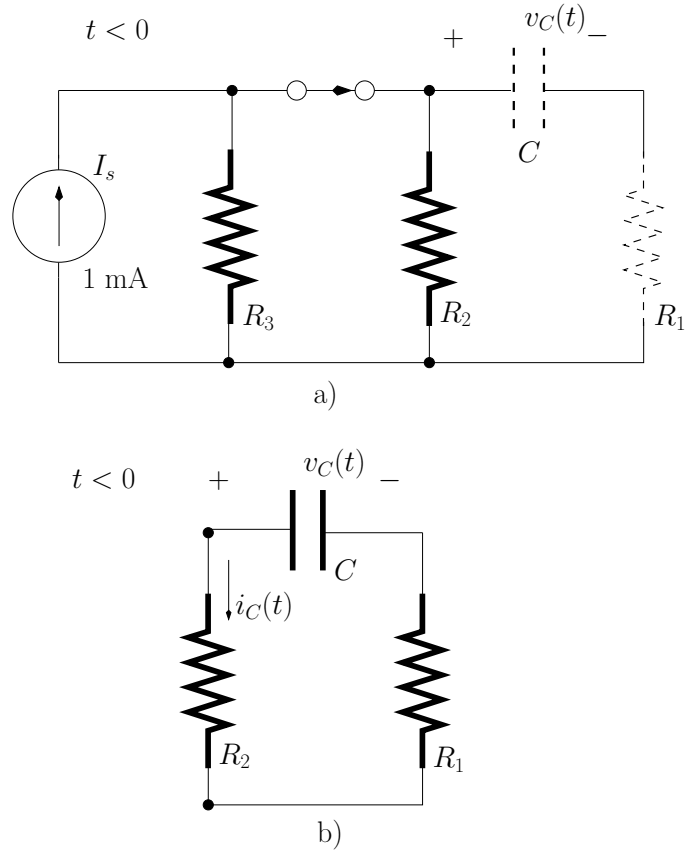 t < 0
+ v_C(t) −
C
I_s
1 mA
R_3
R_2
R_1
a)
t < 0
+ v_C(t) −
C
i_C(t)
R_2
R_1
b)